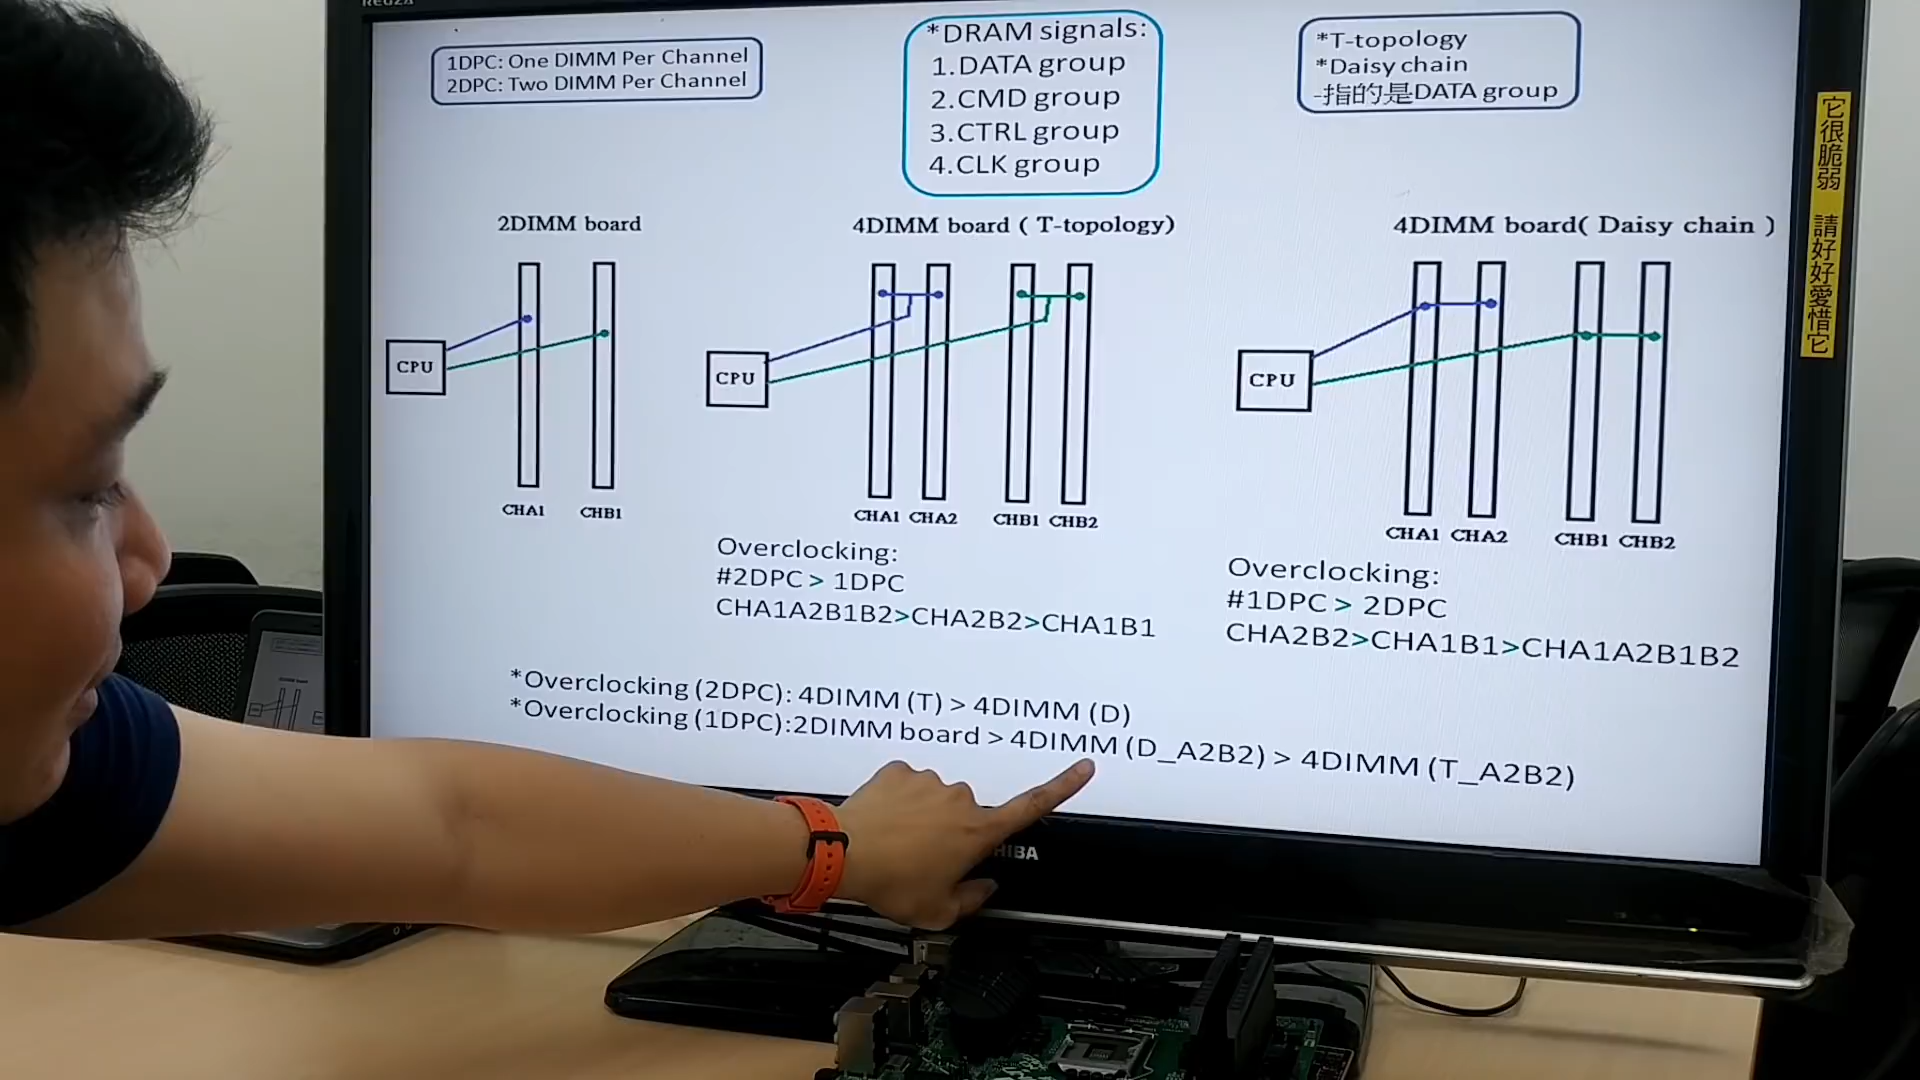 1DPC: One DIMM Per Channel
2DPC: Two DIMM Per Channel
*DRAM signals:
1.DATA group
2.CMD group
3.CTRL group
4.CLK group
*T-topology
*Daisy chain
-指的是DATA group
它很脆弱 請好好愛惜它
2DIMM board
CPU
CHA1 CHB1
4DIMM board ( T-topology)
CPU
CHA1 CHA2 CHB1 CHB2
Overclocking:
#2DPC > 1DPC
CHA1A2B1B2>CHA2B2>CHA1B1
4DIMM board( Daisy chain )
CPU
CHA1 CHA2 CHB1 CHB2
Overclocking:
#1DPC > 2DPC
CHA2B2>CHA1B1>CHA1A2B1B2
*Overclocking (2DPC): 4DIMM (T) > 4DIMM (D)
*Overclocking (1DPC):2DIMM board > 4DIMM (D_A2B2) > 4DIMM (T_A2B2)
HIBA